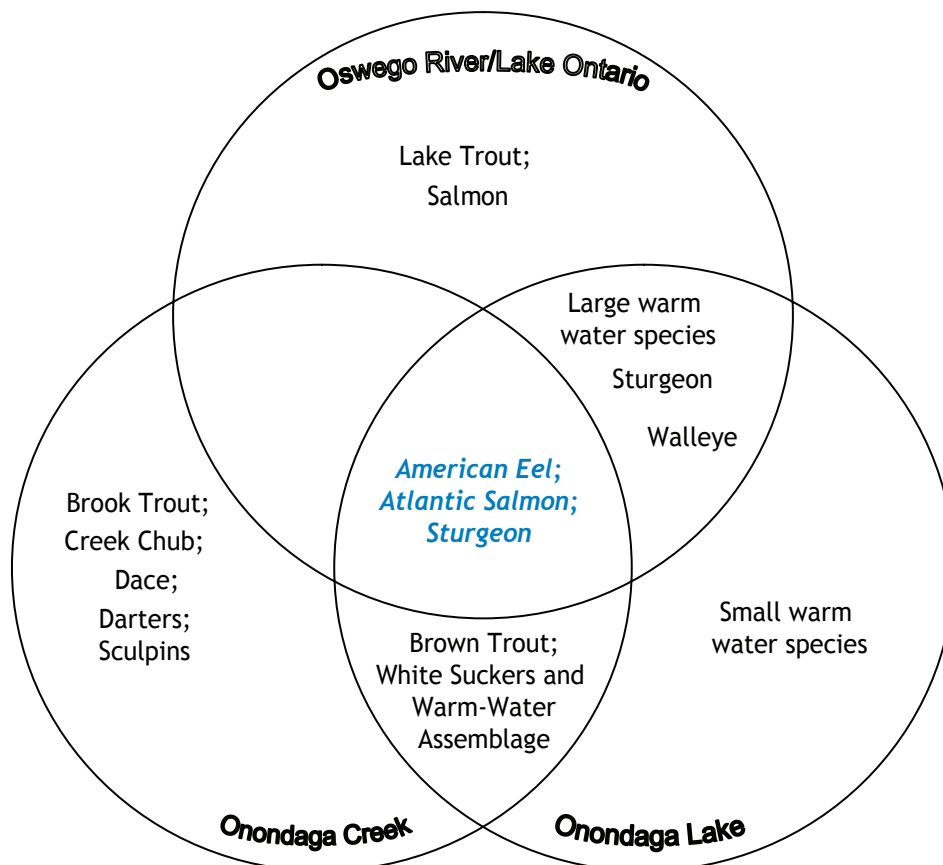 Oswego River/Lake Ontario
Lake Trout;
Salmon
Large warm
water species
Sturgeon
Walleye
American Eel;
Atlantic Salmon;
Sturgeon
Brook Trout;
Creek Chub;
Dace;
Darters;
Sculpins
Small warm
water species
Brown Trout;
White Suckers and
Warm-Water
Assemblage
Onondaga Creek
Onondaga Lake